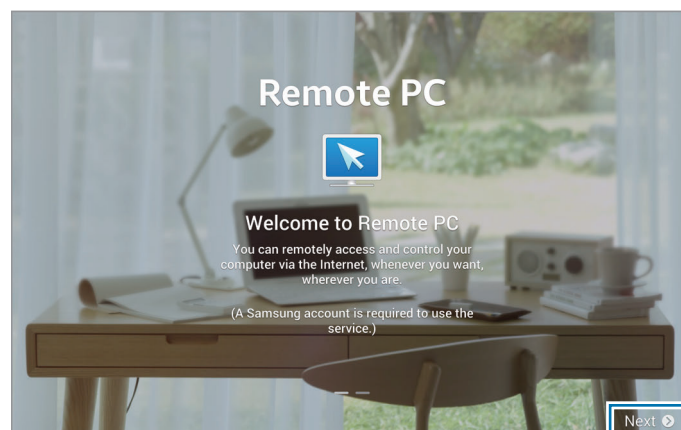 Remote PC
Welcome to Remote PC
You can remotely access and control your
computer via the Internet, whenever you want,
wherever you are.
(A Samsung account is required to use the
service.)
Next